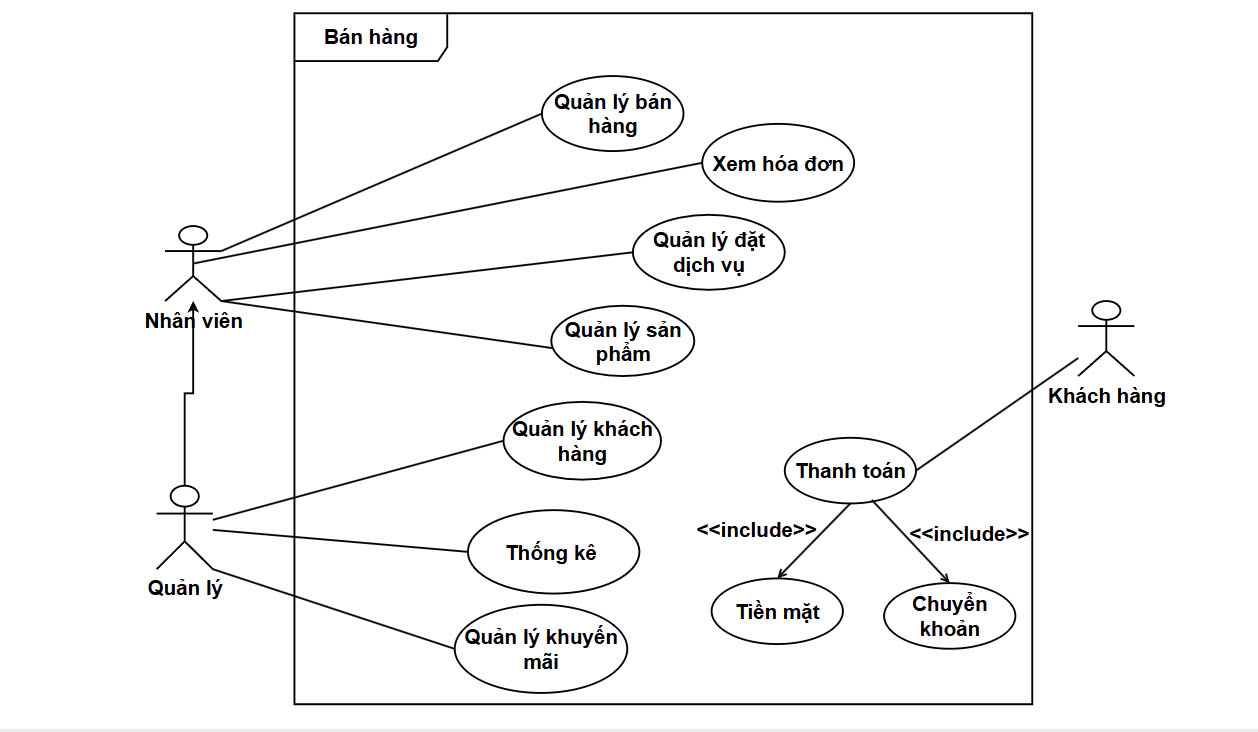 Bán hàng
Quản lý bán
hàng
Xem hóa đơn
Quản lý đặt
dịch vụ
Nhân viên
Quản lý sản
phẩm
Khách hàng
Quản lý khách
hàng
Thanh toán
<<include>>
<<include>>
Thống kê
Quản lý
Tiền mặt
Chuyển
khoản
Quản lý khuyến
mãi